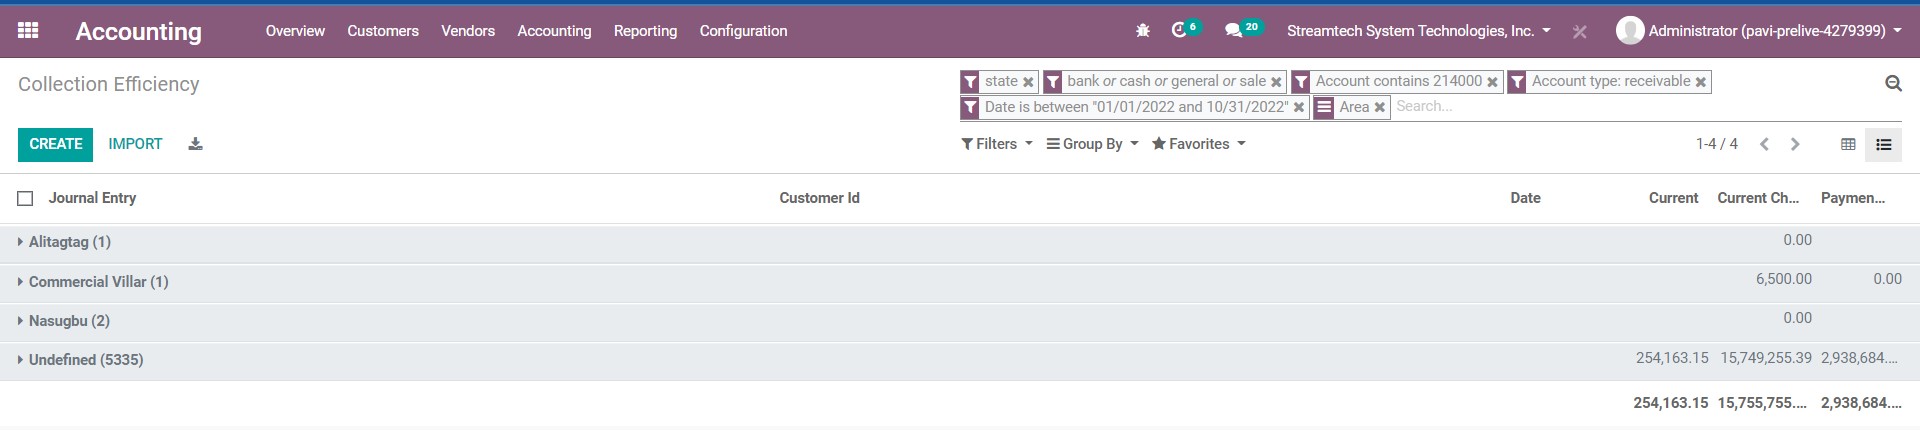 Accounting Overview Customers Vendors Accounting Reporting Configuration 6 20 Streamtech System Technologies, Inc. Administrator (pavi-prelive-4279399)
Collection Efficiency
state bank or cash or general or sale Account contains 214000 Account type: receivable
Date is between "01/01/2022 and 10/31/2022" Area Search...
CREATE IMPORT Filters Group By Favorites 1-4 / 4
Journal Entry Customer Id Date Current Current Ch... Paymen...
Alitagtag (1) 0.00
Commercial Villar (1) 6,500.00 0.00
Nasugbu (2) 0.00
Undefined (5335) 254,163.15 15,749,255.39 2,938,684....
254,163.15 15,755,755.... 2,938,684....